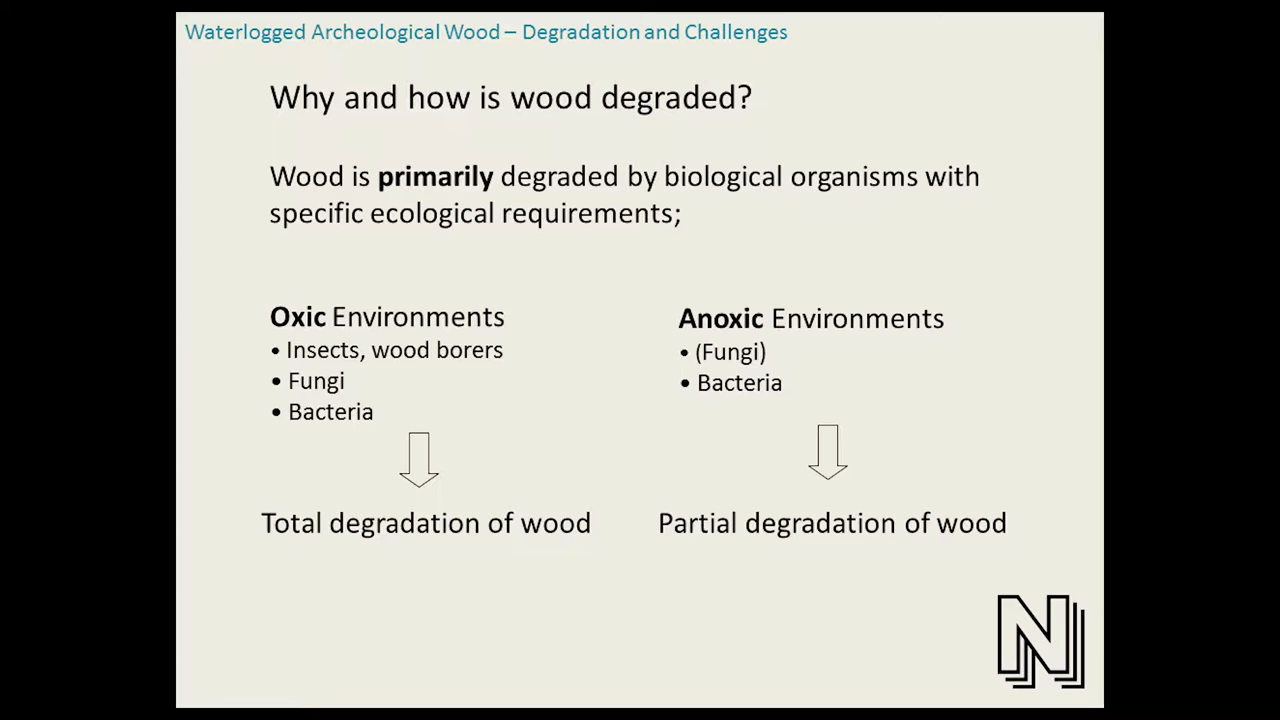 Waterlogged Archeological Wood – Degradation and Challenges
Why and how is wood degraded?
Wood is primarily degraded by biological organisms with
specific ecological requirements;
Oxic Environments
• Insects, wood borers
• Fungi
• Bacteria
Total degradation of wood
Anoxic Environments
• (Fungi)
• Bacteria
Partial degradation of wood
N